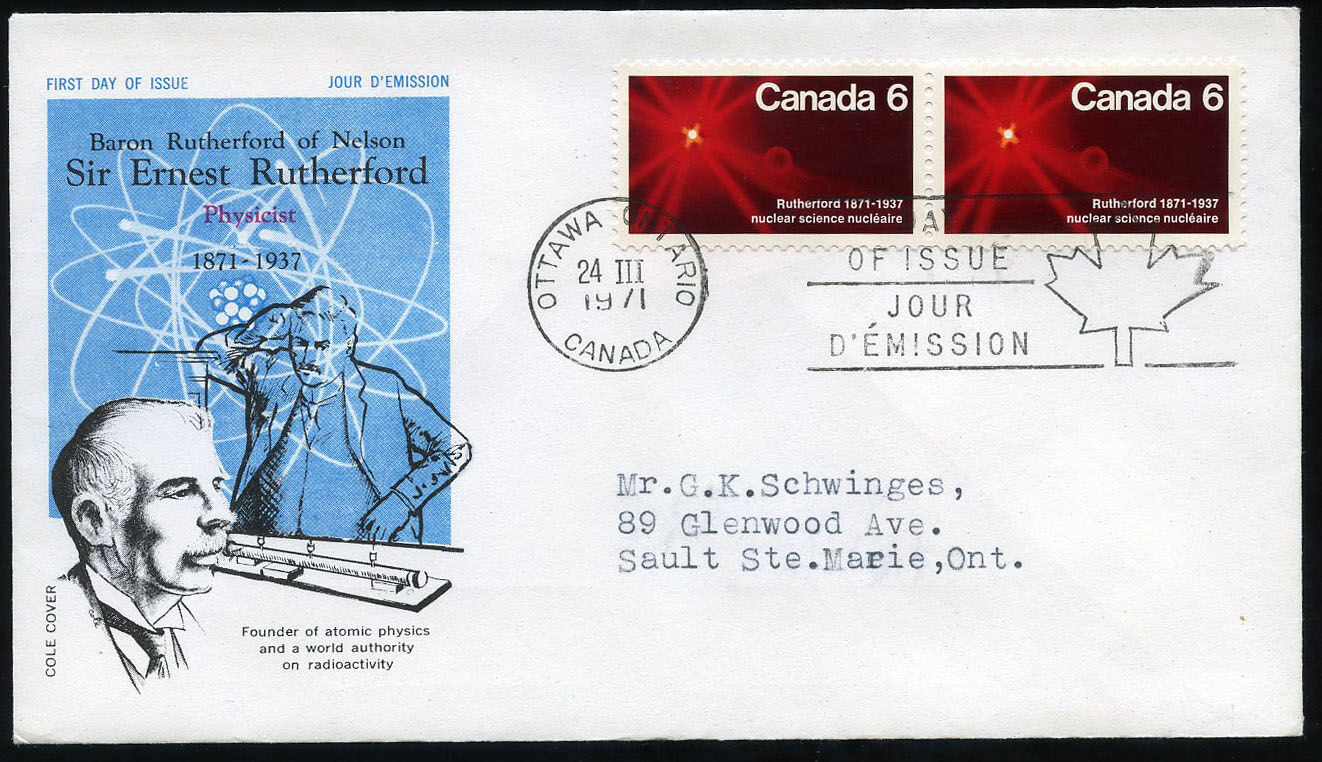 FIRST DAY OF ISSUE JOUR D'EMISSION
Baron Rutherford of Nelson
Sir Ernest Rutherford
Physicist
1871-1937
COLE COVER
Founder of atomic physics
and a world authority
on radioactivity
Canada 6
Rutherford 1871-1937
nuclear science nucléaire
Canada 6
Rutherford 1871-1937
nuclear science nucléaire
OTTAWA ONTARIO
24 III
1971
CANADA
DAY
OF ISSUE
JOUR
D'ÉMISSION
Mr.G.K.Schwinges,
89 Glenwood Ave.
Sault Ste.Marie,Ont.